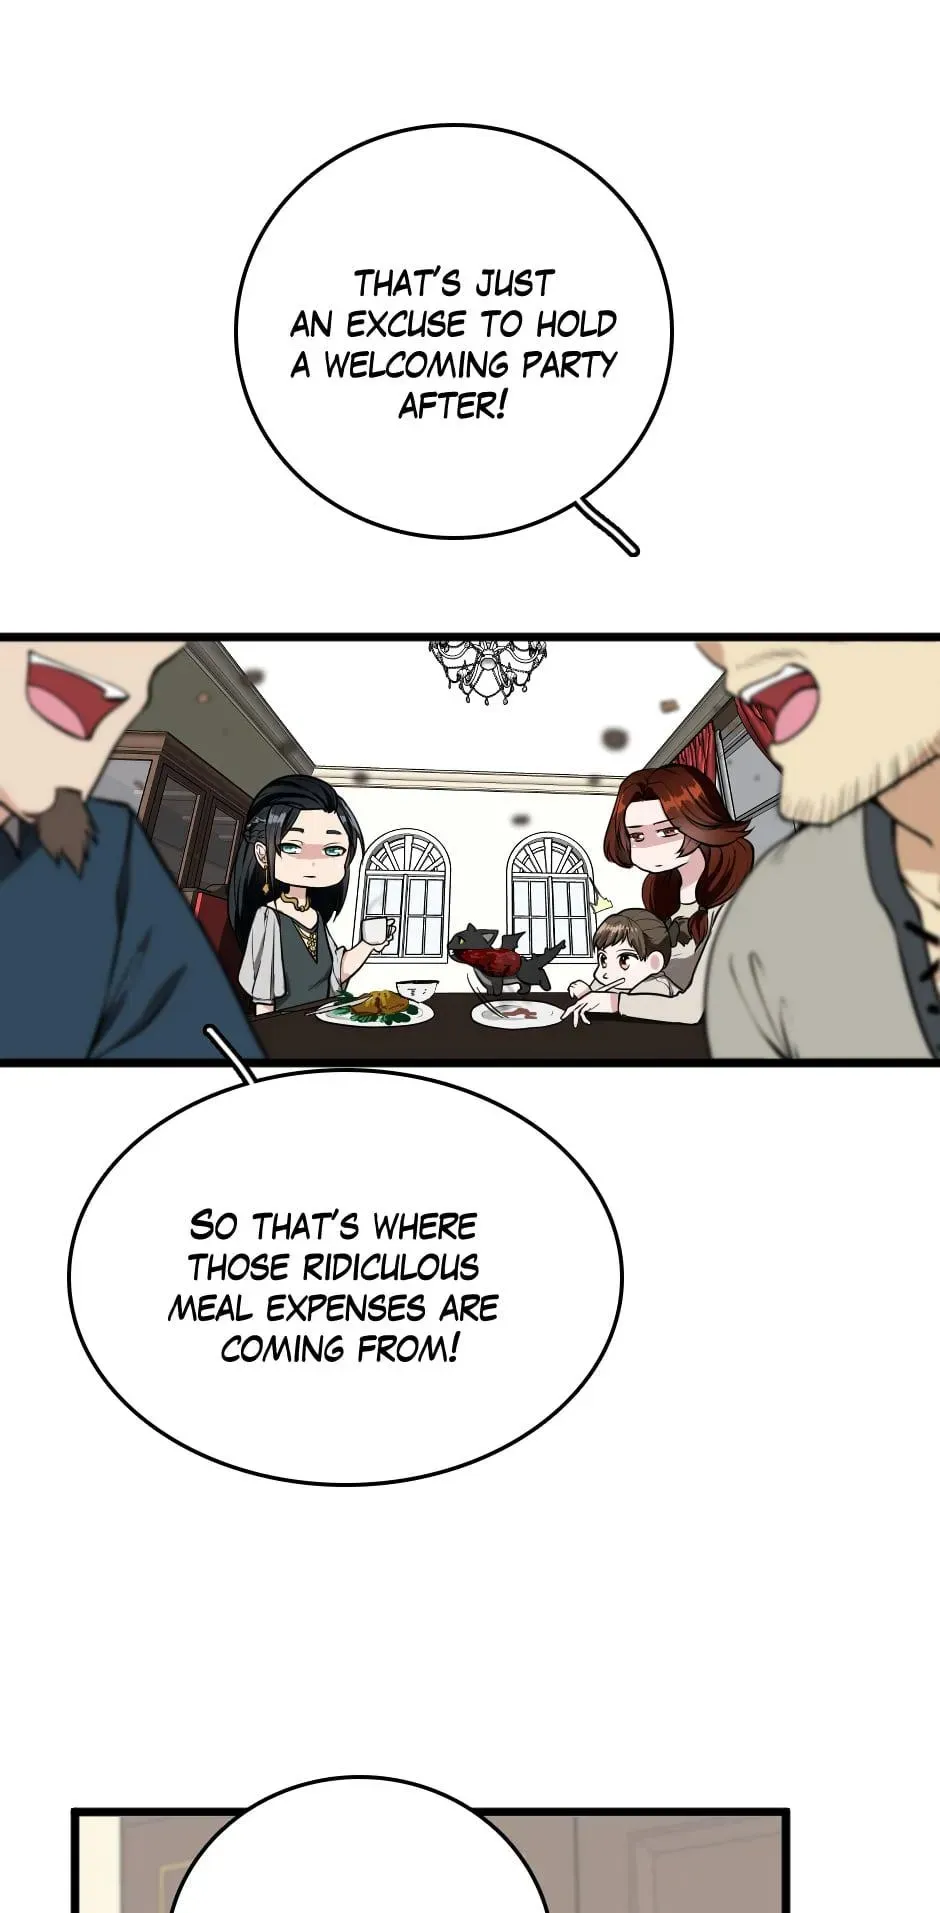 THAT'S JUST
AN EXCUSE TO HOLD
A WELCOMING PARTY
AFTER!
SO THAT'S WHERE
THOSE RIDICULOUS
MEAL EXPENSES ARE
COMING FROM!